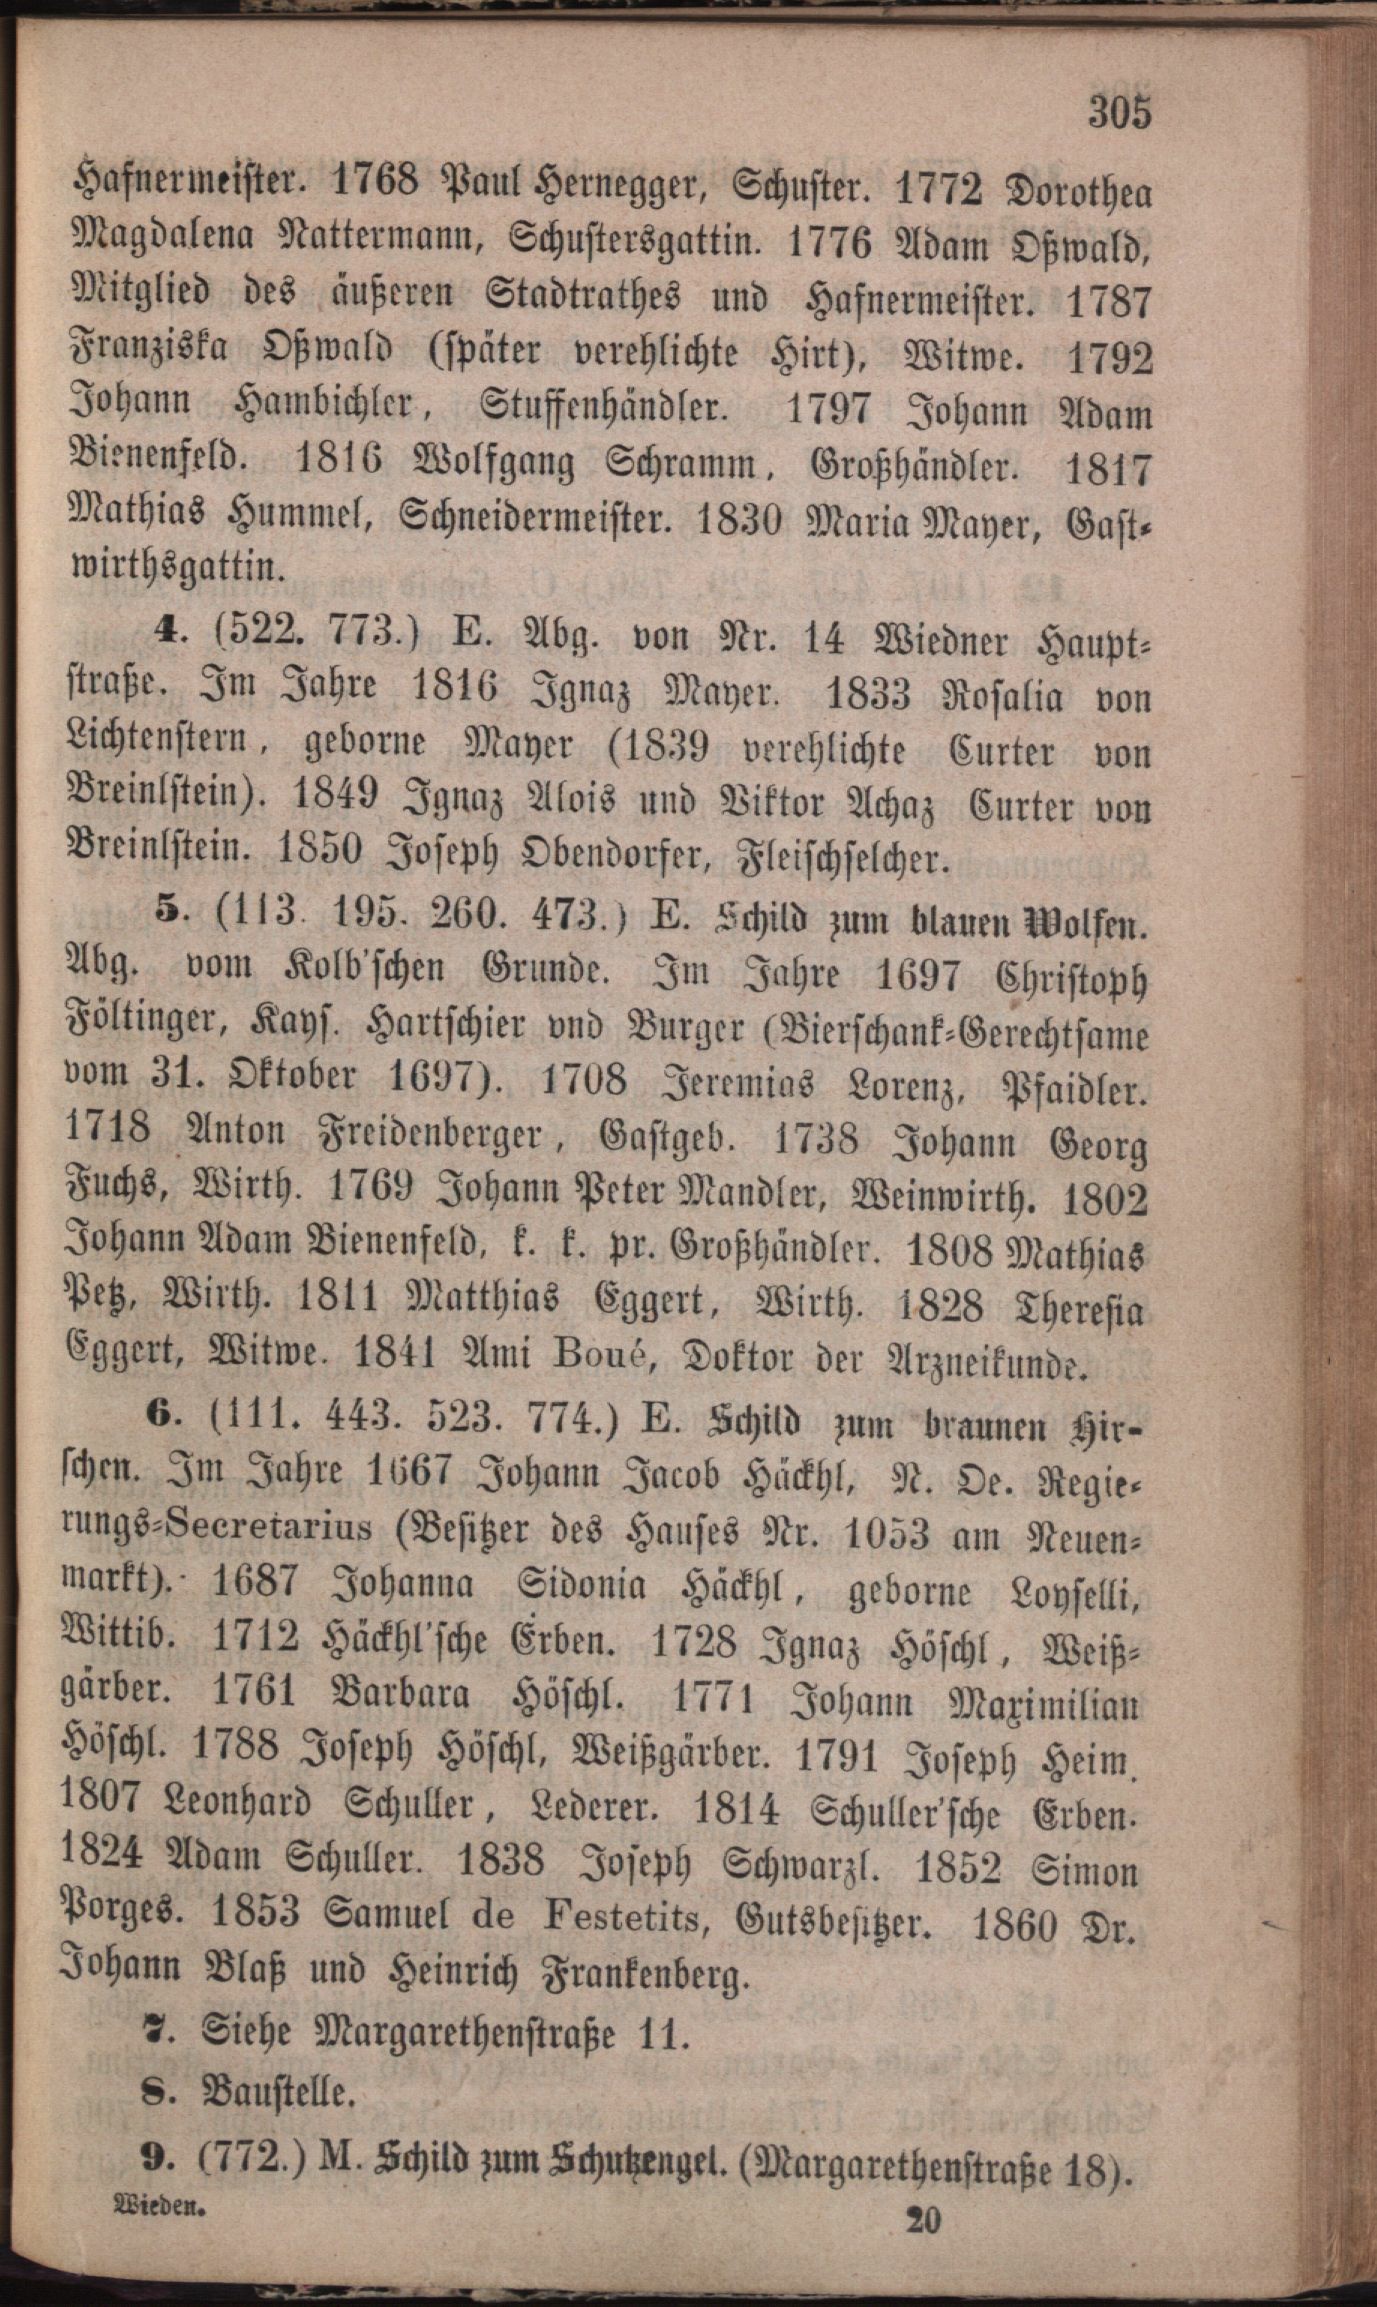 305
Hafnermeister. 1768 Paul Hernegger, Schuster. 1772 Dorothea
Magdalena Nattermann, Schustersgattin. 1776 Adam Oßwald,
Mitglied des äußeren Stadtrathes und Hafnermeister. 1787
Franziska Oßwald (später verehlichte Hirt), Witwe. 1792
Johann Hambichler, Stuffenhändler. 1797 Johann Adam
Bienenfeld. 1816 Wolfgang Schramm, Großhändler. 1817
Mathias Hummel, Schneidermeister. 1830 Maria Mayer, Gast-
wirthsgattin.
4. (522. 773.) E. Abg. von Nr. 14 Wiedner Haupt-
straße. Im Jahre 1816 Ignaz Mayer. 1833 Rosalia von
Lichtenstern, geborne Mayer (1839 verehlichte Curter von
Breinlstein). 1849 Ignaz Alois und Viktor Achaz Curter von
Breinlstein. 1850 Joseph Obendorfer, Fleischselcher.
5. (113. 195. 260. 473.) E. Schild zum blauen Wolfen.
Abg. vom Kolb'schen Grunde. Im Jahre 1697 Christoph
Föltinger, Kays. Hartschier vnd Burger (Bierschank-Gerechtsame
vom 31. Oktober 1697). 1708 Jeremias Lorenz, Pfaidler.
1718 Anton Freidenberger, Gastgeb. 1738 Johann Georg
Fuchs, Wirth. 1769 Johann Peter Mandler, Weinwirth. 1802
Johann Adam Bienenfeld, k. k. pr. Großhändler. 1808 Mathias
Petz, Wirth. 1811 Matthias Eggert, Wirth. 1828 Theresia
Eggert, Witwe. 1841 Ami Boué, Doktor der Arzneikunde.
6. (111. 443. 523. 774.) E. Schild zum braunen Hir-
schen. Im Jahre 1667 Johann Jacob Häckhl, N. Oe. Regie-
rungs-Secretarius (Besitzer des Hauses Nr. 1053 am Neuen-
markt). 1687 Johanna Sidonia Häckhl, geborne Loyselli,
Wittib. 1712 Häckhl'sche Erben. 1728 Ignaz Höschl, Weiß-
gärber. 1761 Barbara Höschl. 1771 Johann Maximilian
Höschl. 1788 Joseph Höschl, Weißgärber. 1791 Joseph Heim.
1807 Leonhard Schuller, Lederer. 1814 Schuller'sche Erben.
1824 Adam Schuller. 1838 Joseph Schwarzl. 1852 Simon
Porges. 1853 Samuel de Festetits, Gutsbesitzer. 1860 Dr.
Johann Blaß und Heinrich Frankenberg.
7. Siehe Margarethenstraße 11.
8. Baustelle.
9. (772.) M. Schild zum Schutzengel. (Margarethenstraße 18).
Wieden. 20